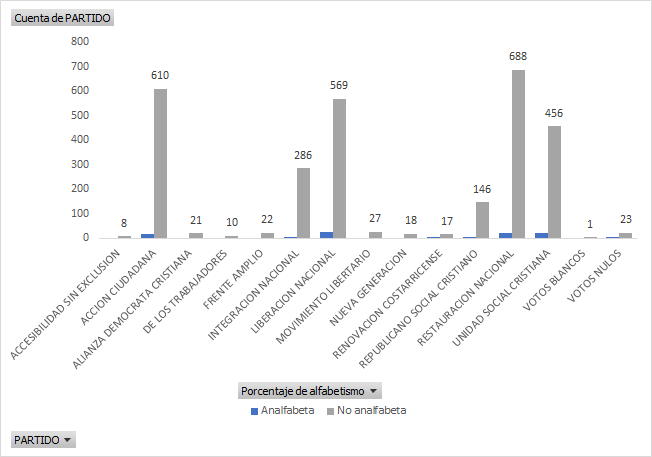 Cuenta de PARTIDO
800
700
600
500
400
300
200
100
0
8
610
21
10
22
286
569
27
18
17
146
688
456
1
23
ACCESIBILIDAD SIN EXCLUSION
ACCION CIUDADANA
ALIANZA DEMOCRATA CRISTIANA
DE LOS TRABAJADORES
FRENTE AMPLIO
INTEGRACION NACIONAL
LIBERACION NACIONAL
MOVIMIENTO LIBERTARIO
NUEVA GENERACION
RENOVACION COSTARRICENSE
REPUBLICANO SOCIAL CRISTIANO
RESTAURACION NACIONAL
UNIDAD SOCIAL CRISTIANA
VOTOS BLANCOS
VOTOS NULOS
Porcentaje de alfabetismo
Analfabeta
No analfabeta
PARTIDO